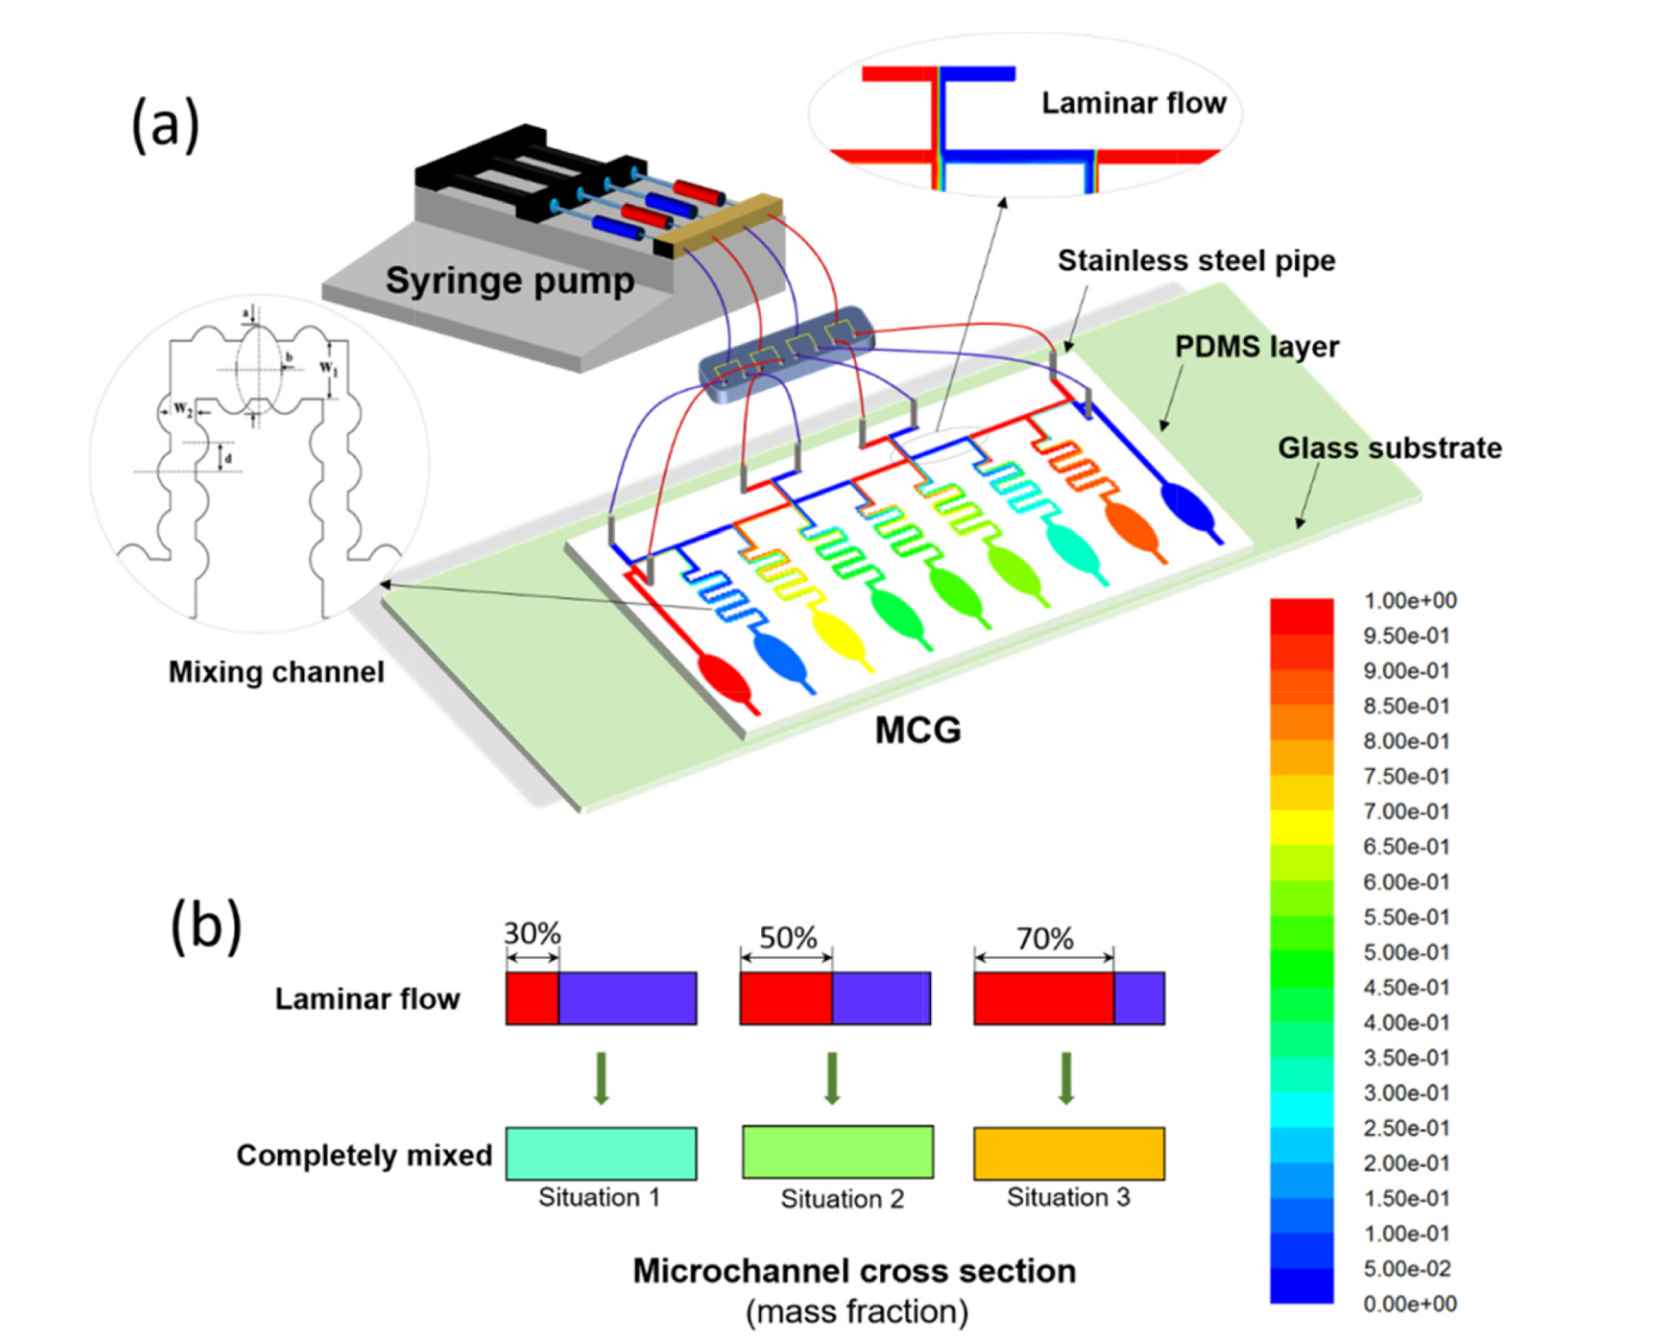 (a)
Laminar flow
Syringe pump
Stainless steel pipe
PDMS layer
Glass substrate
a
b
W1
W2
d
Mixing channel
MCG
1.00e+00
9.50e-01
9.00e-01
8.50e-01
8.00e-01
7.50e-01
7.00e-01
6.50e-01
6.00e-01
5.50e-01
5.00e-01
4.50e-01
4.00e-01
3.50e-01
3.00e-01
2.50e-01
2.00e-01
1.50e-01
1.00e-01
5.00e-02
0.00e+00
(b)
30%
50%
70%
Laminar flow
Completely mixed
Situation 1
Situation 2
Situation 3
Microchannel cross section
(mass fraction)